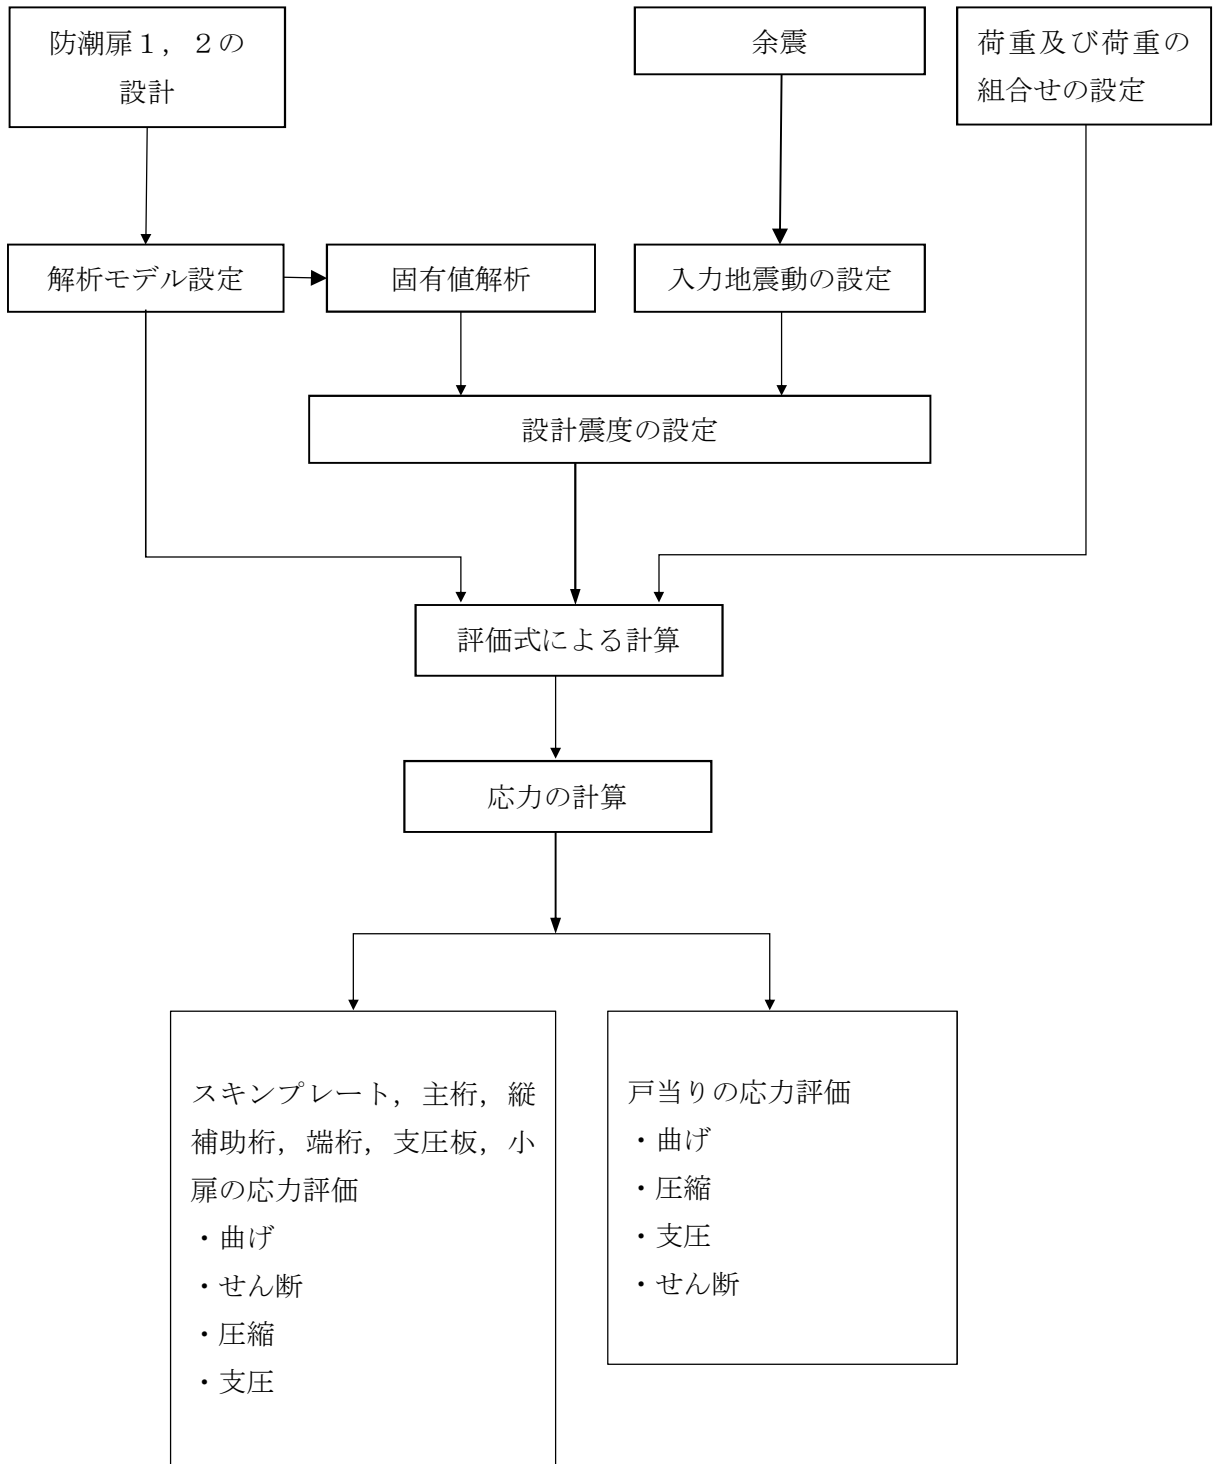 防潮扉１，２の
設計
余震
荷重及び荷重の
組合せの設定
解析モデル設定
固有値解析
入力地震動の設定
設計震度の設定
評価式による計算
応力の計算
スキンプレート，主桁，縦
補助桁，端桁，支圧板，小
扉の応力評価
・曲げ
・せん断
・圧縮
・支圧
戸当りの応力評価
・曲げ
・圧縮
・支圧
・せん断